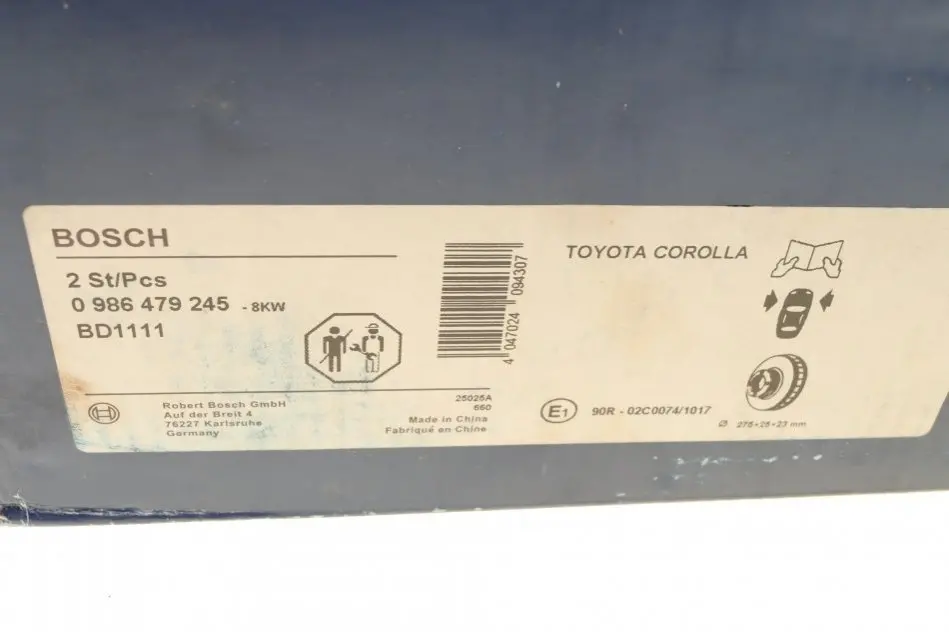 BOSCH
2 St/Pcs
0 986 479 245 - 8KW
BD1111
Robert Bosch GmbH
Auf der Breit 4
76227 Karlsruhe
Germany
25025A
660
Made in China
Fabriqué en Chine
4 047024 094307
TOYOTA COROLLA
E1
90R - 02C0074/1017
Ø 275×25×23 mm